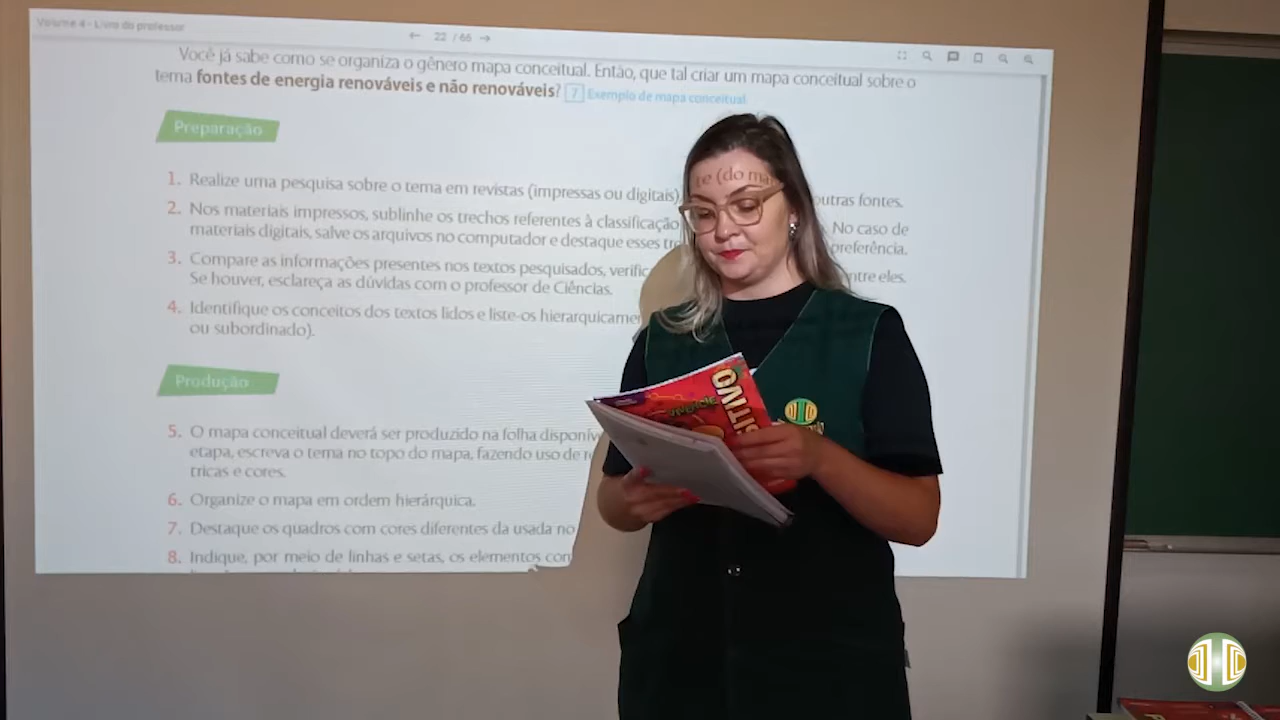 Volume 4 - Livro do professor
22 / 66
Você já sabe como se organiza o gênero mapa conceitual. Então, que tal criar um mapa conceitual sobre o
tema fontes de energia renováveis e não renováveis? 7 Exemplo de mapa conceitual
Preparação
1. Realize uma pesquisa sobre o tema em revistas (impressas ou digitais), outras fontes.
2. Nos materiais impressos, sublinhe os trechos referentes à classificação No caso de
materiais digitais, salve os arquivos no computador e destaque esses preferência.
3. Compare as informações presentes nos textos pesquisados, entre eles.
Se houver, esclareça as dúvidas com o professor de Ciências.
4. Identifique os conceitos dos textos lidos e liste-os (do
ou subordinado).
Produção
5. O mapa conceitual deverá ser produzido na folha
etapa, escreva o tema no topo do mapa, fazendo uso de
tricas e cores.
6. Organize o mapa em ordem hierárquica.
7. Destaque os quadros com cores diferentes da usada no
8. Indique, por meio de linhas e setas, os elementos